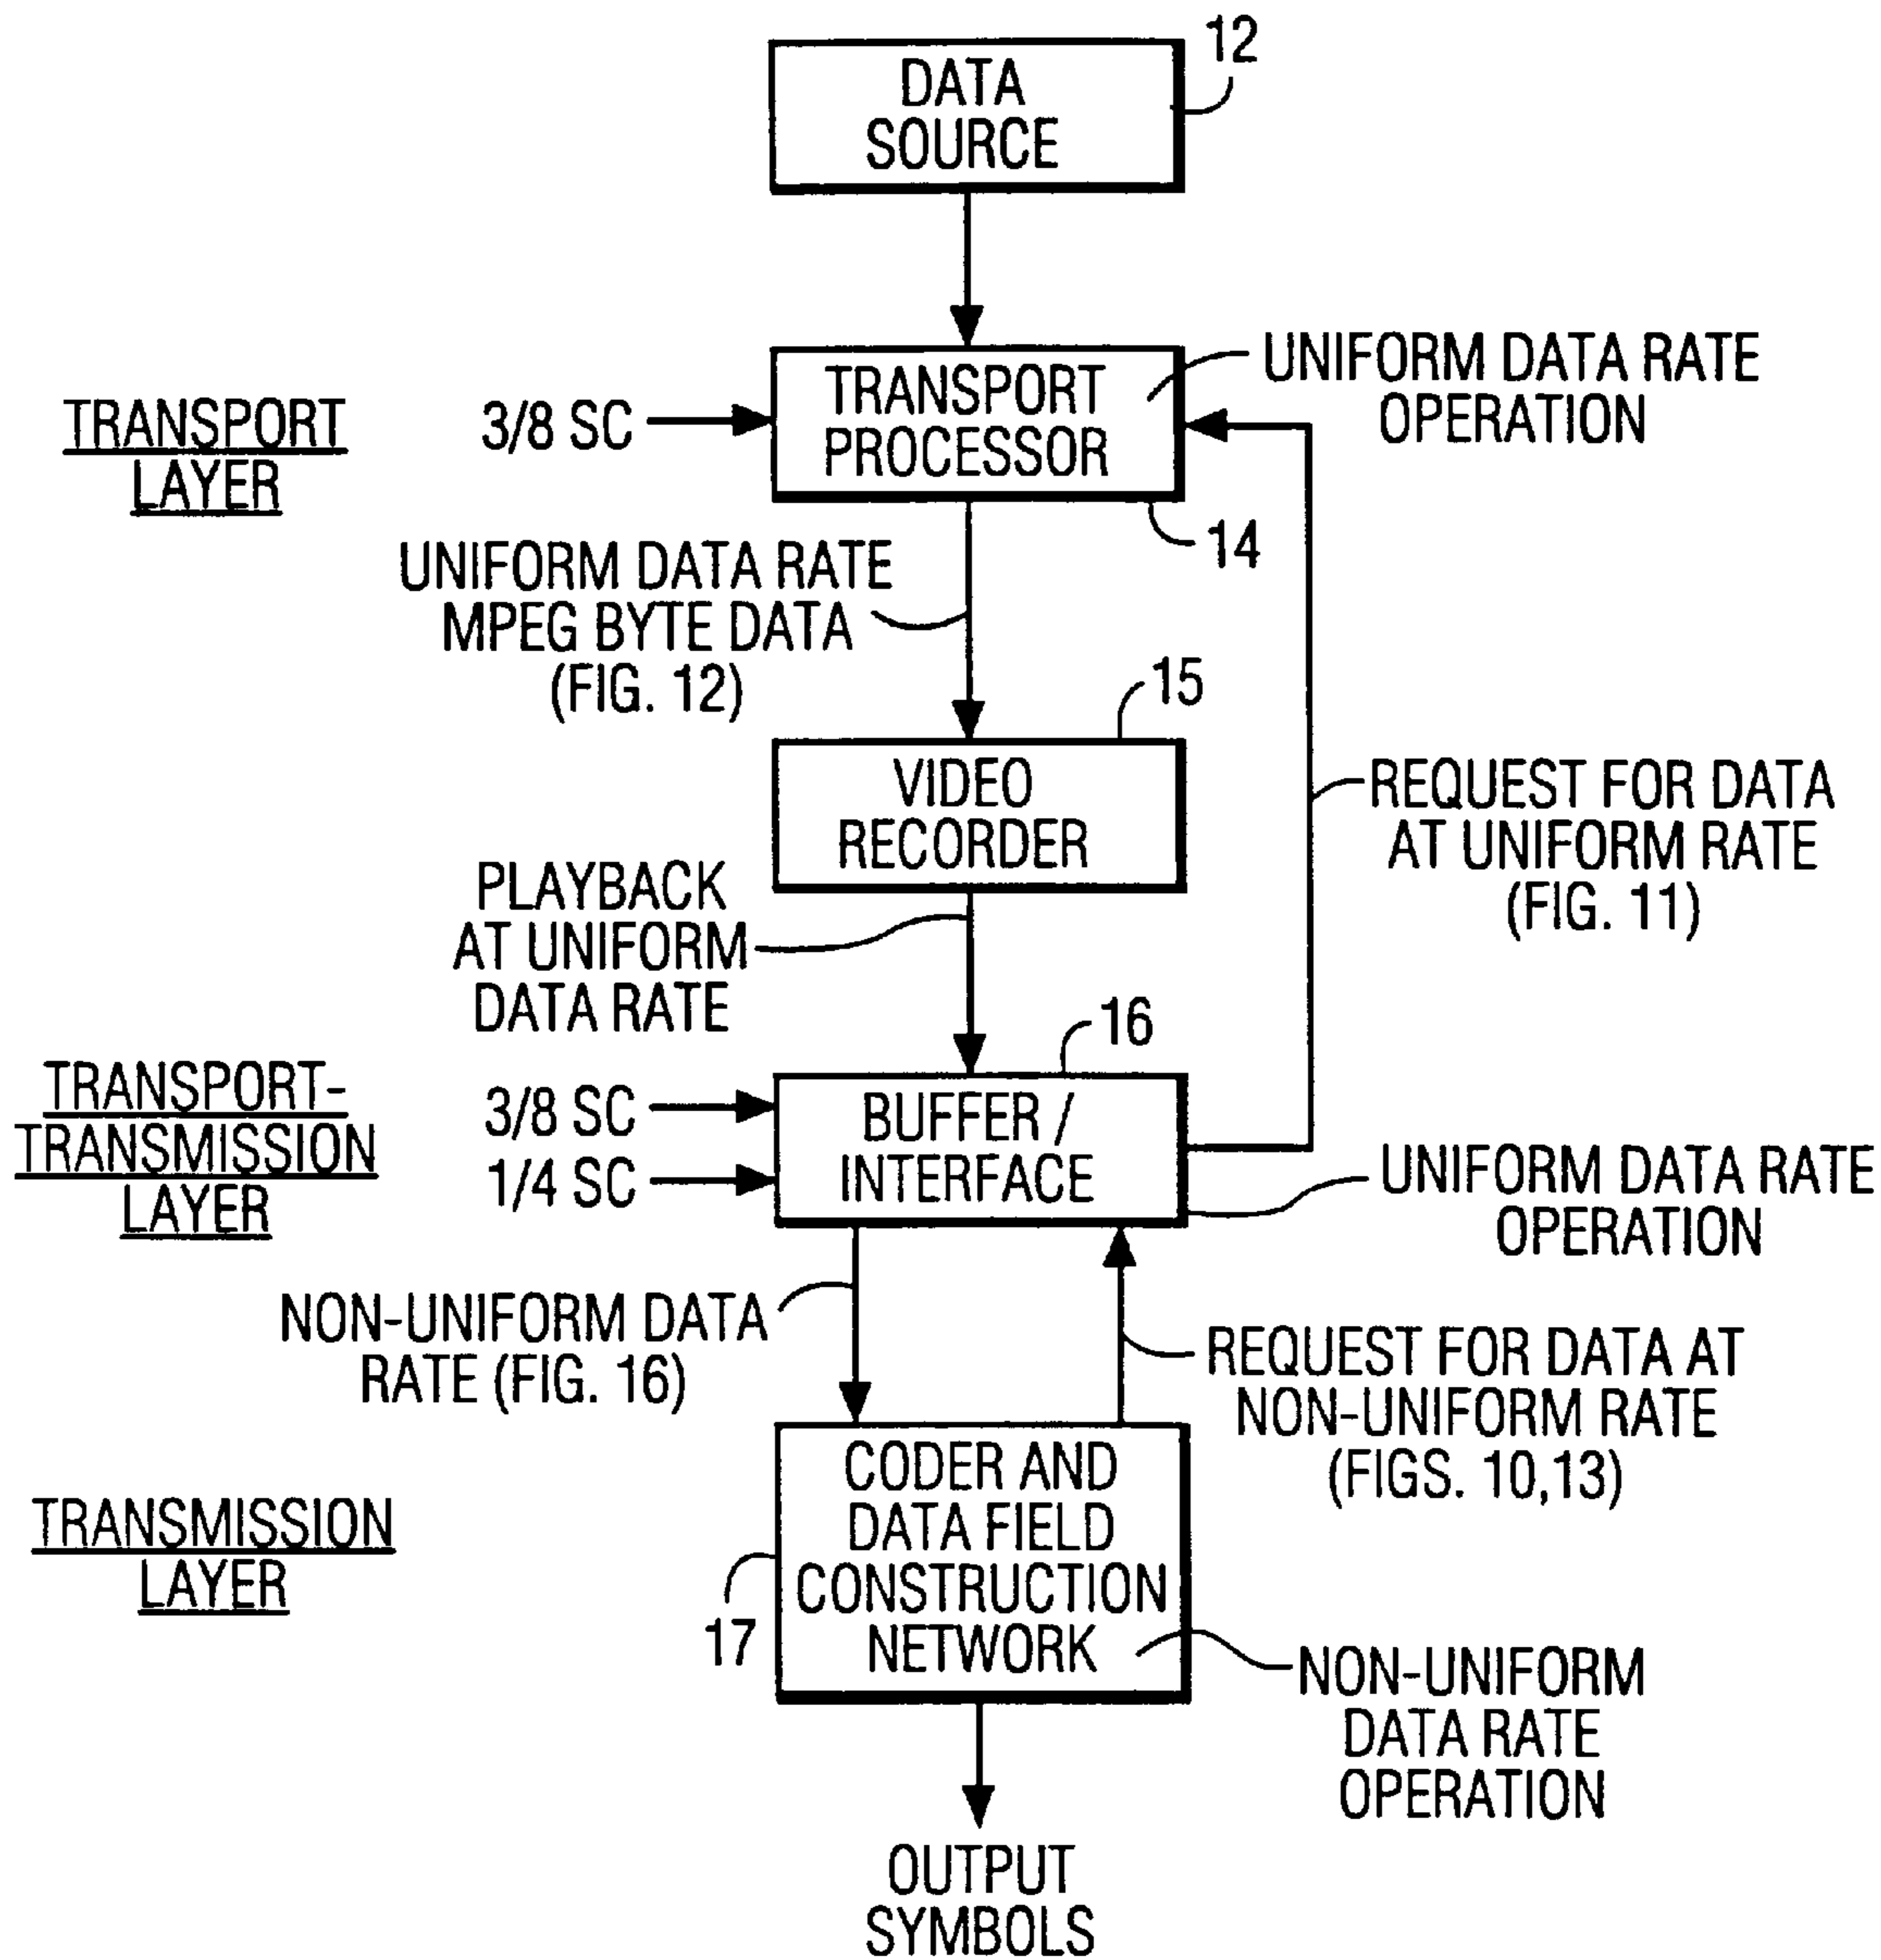 12
DATA
SOURCE
UNIFORM DATA RATE
OPERATION
TRANSPORT
PROCESSOR
3/8 SC
TRANSPORT
LAYER
14
UNIFORM DATA RATE
MPEG BYTE DATA
(FIG. 12)
15
VIDEO
RECORDER
REQUEST FOR DATA
AT UNIFORM RATE
(FIG. 11)
PLAYBACK
AT UNIFORM
DATA RATE
16
TRANSPORT-
TRANSMISSION
LAYER
3/8 SC
1/4 SC
BUFFER /
INTERFACE
UNIFORM DATA RATE
OPERATION
NON-UNIFORM DATA
RATE (FIG. 16)
REQUEST FOR DATA AT
NON-UNIFORM RATE
(FIGS. 10,13)
TRANSMISSION
LAYER
CODER AND
DATA FIELD
CONSTRUCTION
NETWORK
17
NON-UNIFORM
DATA RATE
OPERATION
OUTPUT
SYMBOLS